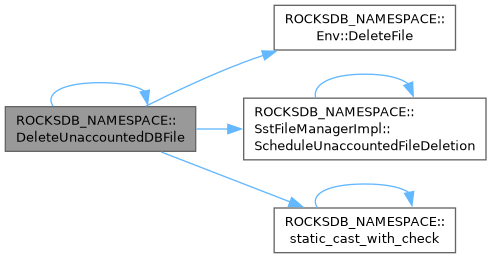 ROCKSDB_NAMESPACE::
DeleteUnaccountedDBFile
ROCKSDB_NAMESPACE::
Env::DeleteFile
ROCKSDB_NAMESPACE::
SstFileManagerImpl::
ScheduleUnaccountedFileDeletion
ROCKSDB_NAMESPACE::
static_cast_with_check